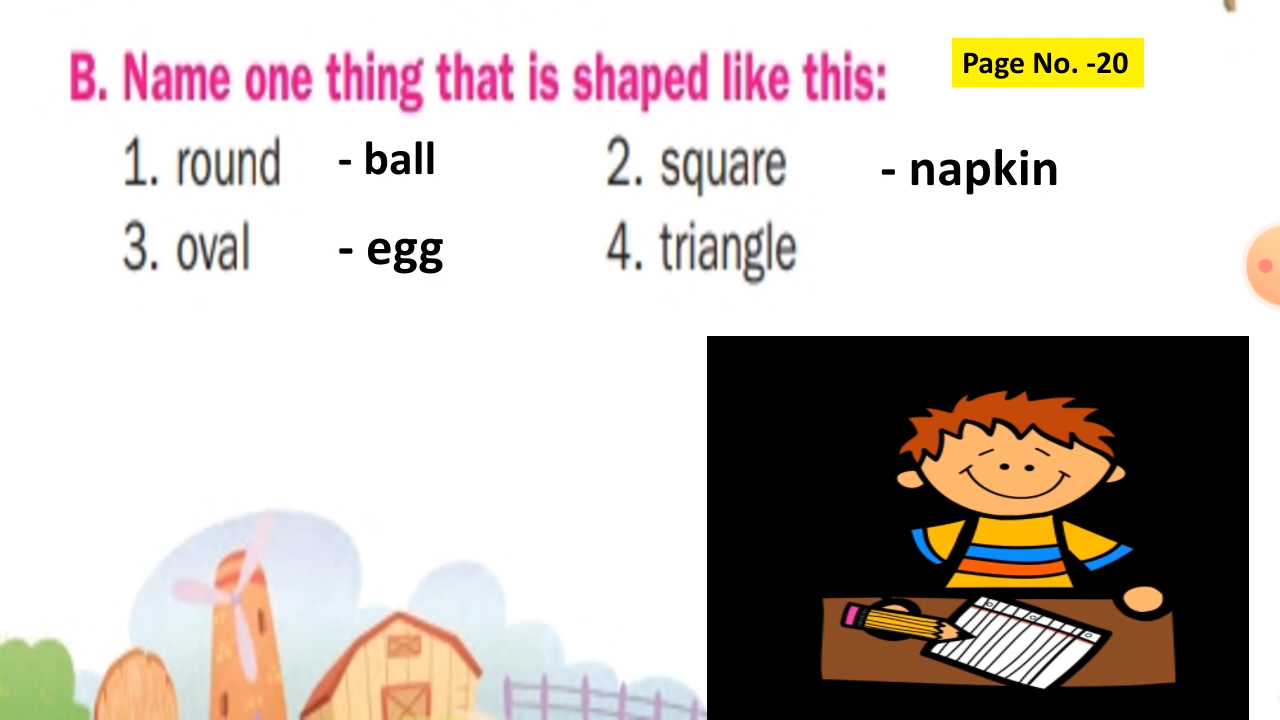 B. Name one thing that is shaped like this:
Page No. -20
1. round - ball 2. square - napkin
3. oval - egg 4. triangle